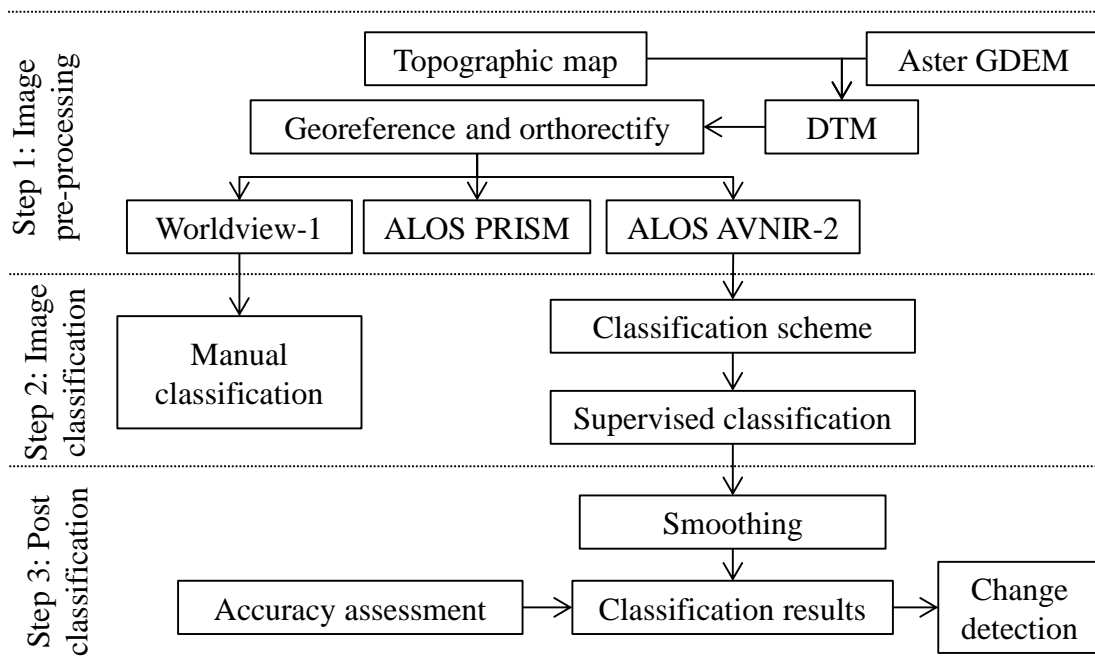 Step 1: Image
pre-processing
Topographic map
Aster GDEM
Georeference and orthorectify
DTM
Worldview-1
ALOS PRISM
ALOS AVNIR-2
Step 2: Image
classification
Manual
classification
Classification scheme
Supervised classification
Step 3: Post
classification
Smoothing
Accuracy assessment
Classification results
Change
detection